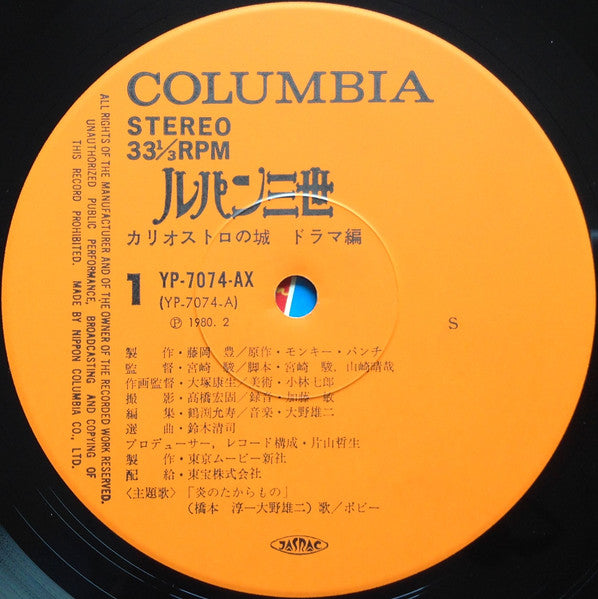 COLUMBIA
STEREO
33 1/3 RPM
ルパン三世
カリオストロの城 ドラマ編
1 YP-7074-AX
(YP-7074-A)
Ⓟ 1980. 2
S
製 作・藤岡 豊/原作・モンキー・パンチ
監 督・宮崎 駿/脚本・宮崎 駿、山崎晴哉
作画監督・大塚康生/美術・小林七郎
撮 影・高橋宏固/録音・加藤 敏
編 集・鶴渕允寿/音楽・大野雄二
選 曲・鈴木清司
プロデューサー, レコード構成・片山哲生
製 作・東京ムービー新社
配 給・東宝株式会社
〈主題歌〉「炎のたからもの」
(橋本 淳ー大野雄二) 歌/ボビー
JASRAC
ALL RIGHTS OF THE MANUFACTURER AND OF THE OWNER OF THE RECORDED WORK RESERVED.
UNAUTHORIZED PUBLIC PERFORMANCE, BROADCASTING AND COPYING OF
THIS RECORD PROHIBITED. MADE BY NIPPON COLUMBIA CO., LTD.